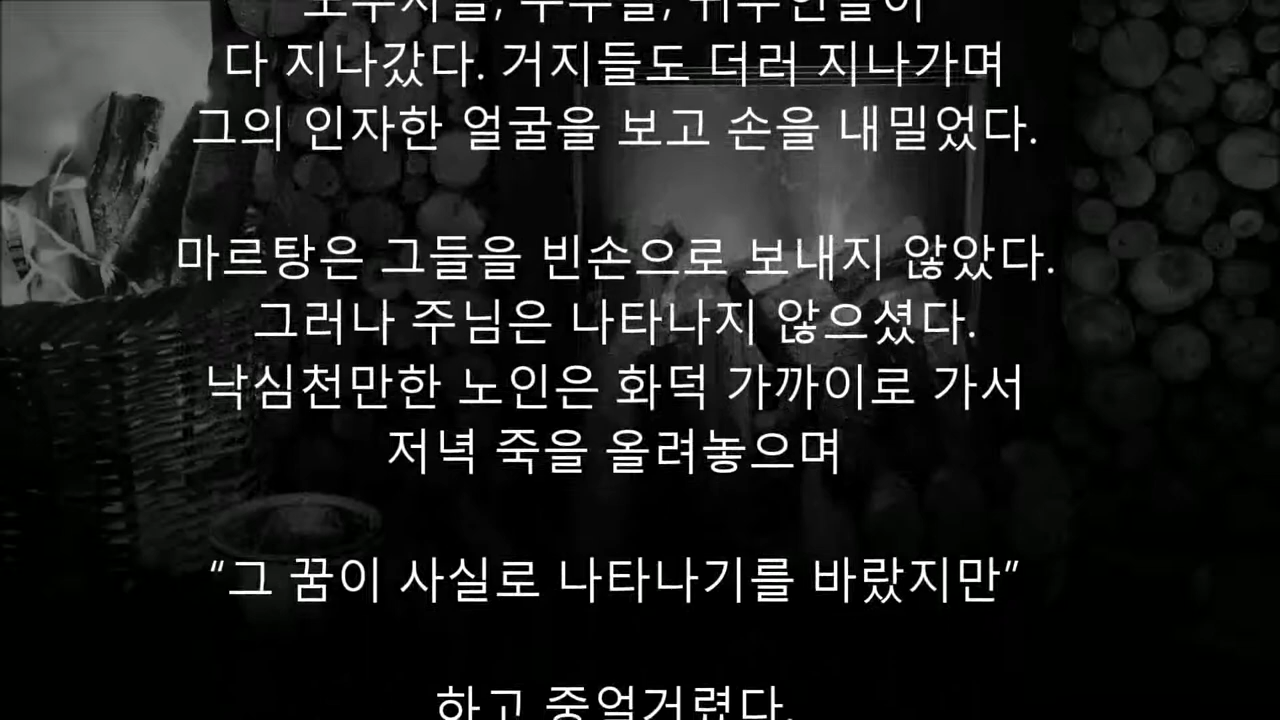 다 지나갔다. 거지들도 더러 지나가며
그의 인자한 얼굴을 보고 손을 내밀었다.
마르탕은 그들을 빈손으로 보내지 않았다.
그러나 주님은 나타나지 않으셨다.
낙심천만한 노인은 화덕 가까이로 가서
저녁 죽을 올려놓으며
“그 꿈이 사실로 나타나기를 바랐지만”
하고 중얼거렸다.